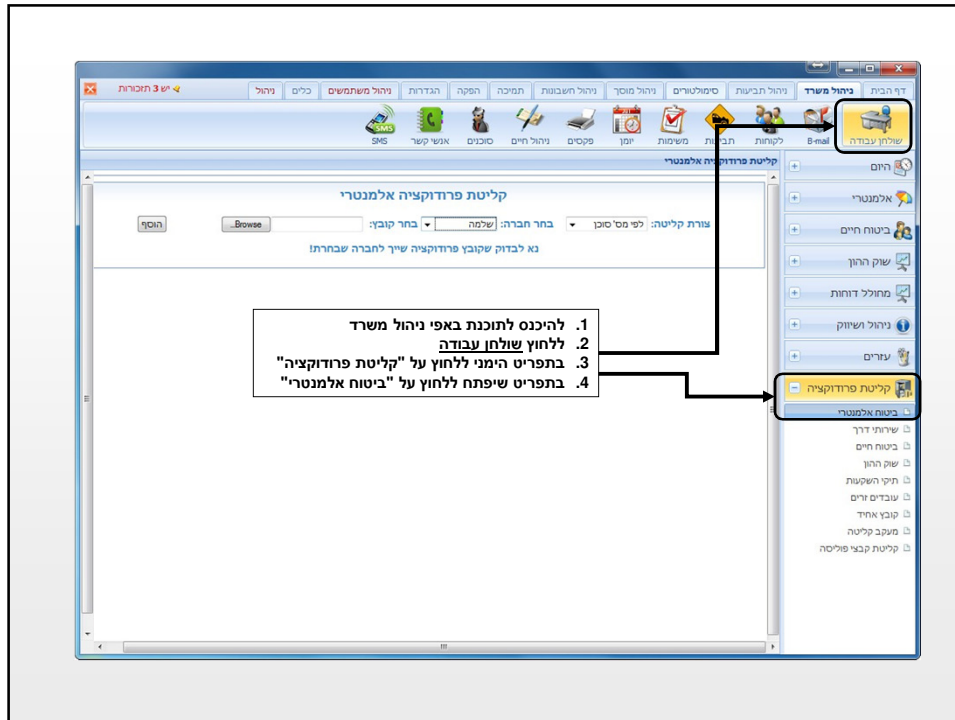 דף הבית ניהול משרד ניהול תביעות סימולטורים ניהול מוסך ניהול חשבונות תמיכה הפקה הגדרות ניהול משתמשים כלים ניהול יש 3 תזכורות
שולחן עבודה B-mail לקוחות תביעות משימות יומן פקסים ניהול חיים סוכנים אנשי קשר SMS
SMS
קליטת פרודוקציה אלמנטרי
היום
אלמנטרי
ביטוח חיים
שוק ההון
מחולל דוחות
ניהול ושיווק
עזרים
קליטת פרודוקציה
ביטוח אלמנטרי
שירותי דרך
ביטוח חיים
שוק ההון
תיקי השקעות
עובדים זרים
קובץ אחיד
מעקב קליטה
קליטת קבצי פוליסה
קליטת פרודוקציה אלמנטרי
צורת קליטה: לפי מס' סוכן בחר חברה: שלמה בחר קובץ: Browse... הוסף
נא לבדוק שקובץ פרודוקציה שייך לחברה שבחרת!
1. להיכנס לתוכנת באפי ניהול משרד
2. ללחוץ שולחן עבודה
3. בתפריט הימני ללחוץ על "קליטת פרודוקציה"
4. בתפריט שיפתח ללחוץ על "ביטוח אלמנטרי"